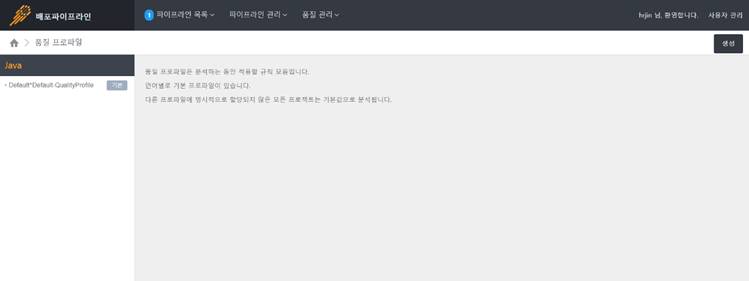 배포파이프라인
1 파이프라인 목록 파이프라인 관리 품질 관리
hrjin 님, 환영합니다. 사용자 관리
품질 프로파일
생성
Java
Default*Default-QualityProfile 기본
품질 프로파일은 분석하는 동안 적용할 규칙 모음입니다.
언어별로 기본 프로파일이 있습니다.
다른 프로파일에 명시적으로 할당되지 않은 모든 프로젝트는 기본값으로 분석됩니다.